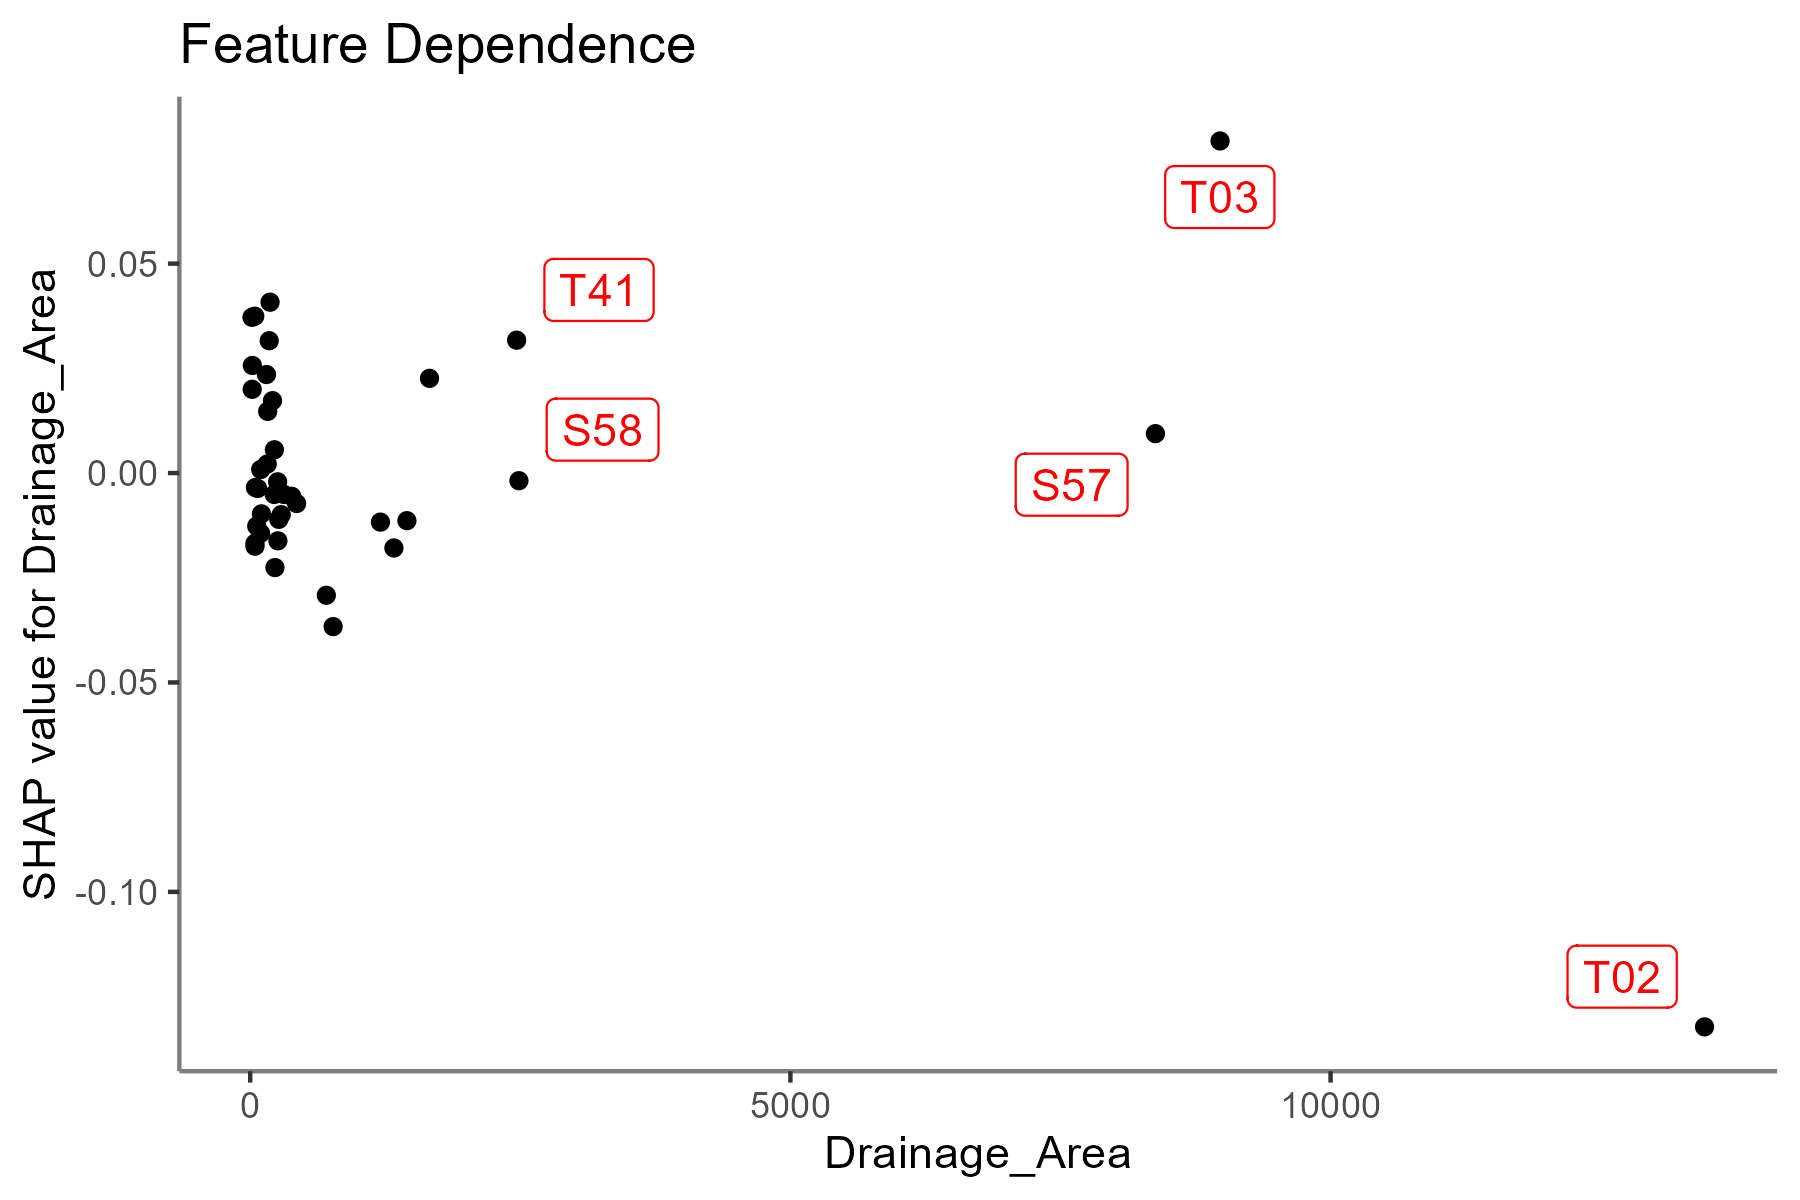 Feature Dependence
SHAP value for Drainage_Area
0.05
0.00
-0.05
-0.10
T03
T41
S58
S57
T02
0
5000
10000
Drainage_Area